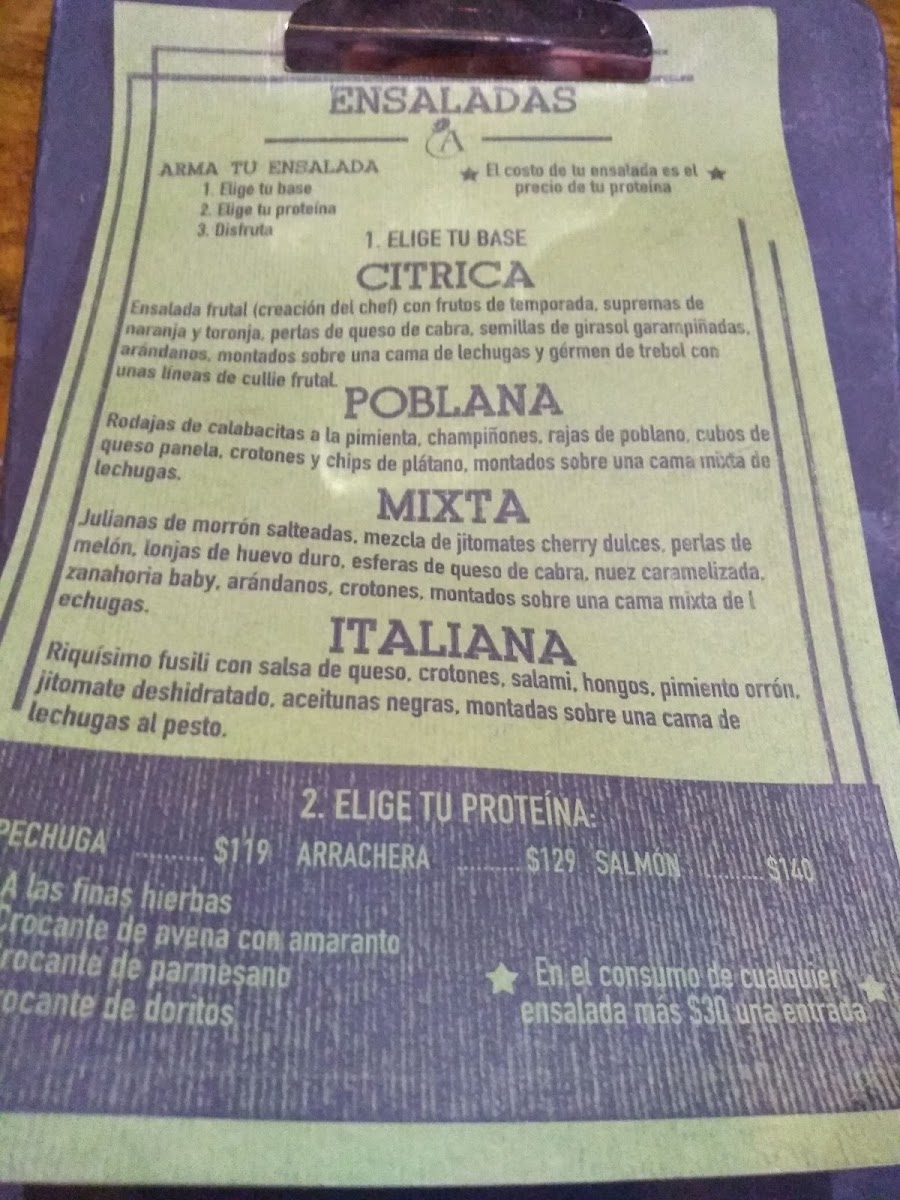 ENSALADAS
A
ARMA TU ENSALADA
1. Elige tu base
2. Elige tu proteína
3. Disfruta
El costo de tu ensalada es el
precio de tu proteína
1. ELIGE TU BASE
CITRICA
Ensalada frutal (creación del chef) con frutos de temporada, supremas de
naranja y toronja, perlas de queso de cabra, semillas de girasol garampiñadas,
arándanos, montados sobre una cama de lechugas y gérmen de trebol con
unas líneas de cullie frutal.
POBLANA
Rodajas de calabacitas a la pimienta, champiñones, rajas de poblano, cubos de
queso panela, crotones y chips de plátano, montados sobre una cama mixta de
lechugas.
MIXTA
Julianas de morrón salteadas, mezcla de jitomates cherry dulces, perlas de
melón, lonjas de huevo duro, esferas de queso de cabra, nuez caramelizada,
zanahoria baby, arándanos, crotones, montados sobre una cama mixta de l
echugas.
ITALIANA
Riquísimo fusili con salsa de queso, crotones, salami, hongos, pimiento orrón,
jitomate deshidratado, aceitunas negras, montadas sobre una cama de
lechugas al pesto.
2. ELIGE TU PROTEÍNA:
PECHUGA .......... $119 ARRACHERA .......... $129 SALMÓN .......... $140
A las finas hierbas
Crocante de avena con amaranto
rocante de parmesano
ocante de doritos
En el consumo de cualquier
ensalada más $30 una entrada